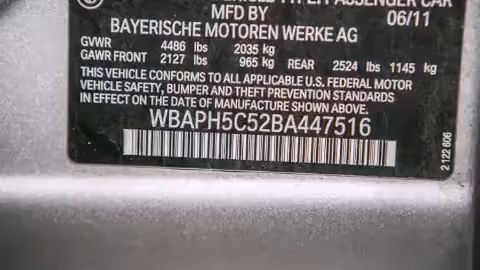 PASSENGER CAR
MFD BY 06/11
BAYERISCHE MOTOREN WERKE AG
GVWR 4486 lbs 2035 kg
GAWR FRONT 2127 lbs 965 kg REAR 2524 lbs 1145 kg
THIS VEHICLE CONFORMS TO ALL APPLICABLE U.S. FEDERAL MOTOR
VEHICLE SAFETY, BUMPER AND THEFT PREVENTION STANDARDS
IN EFFECT ON THE DATE OF MANUFACTURE SHOWN ABOVE.
WBAPH5C52BA447516
2 122 606